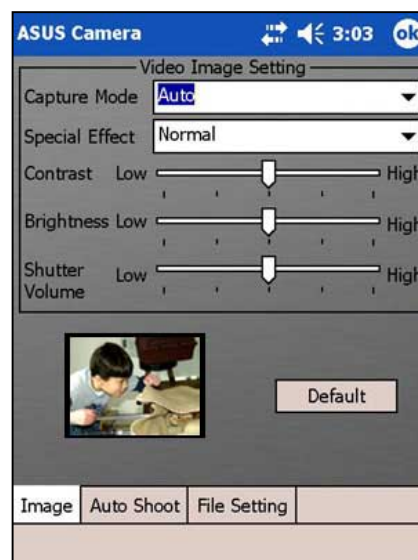 ASUS Camera 3:03 ok
Video Image Setting
Capture Mode Auto
Special Effect Normal
Contrast Low High
Brightness Low High
Shutter Volume Low High
Default
Image Auto Shoot File Setting